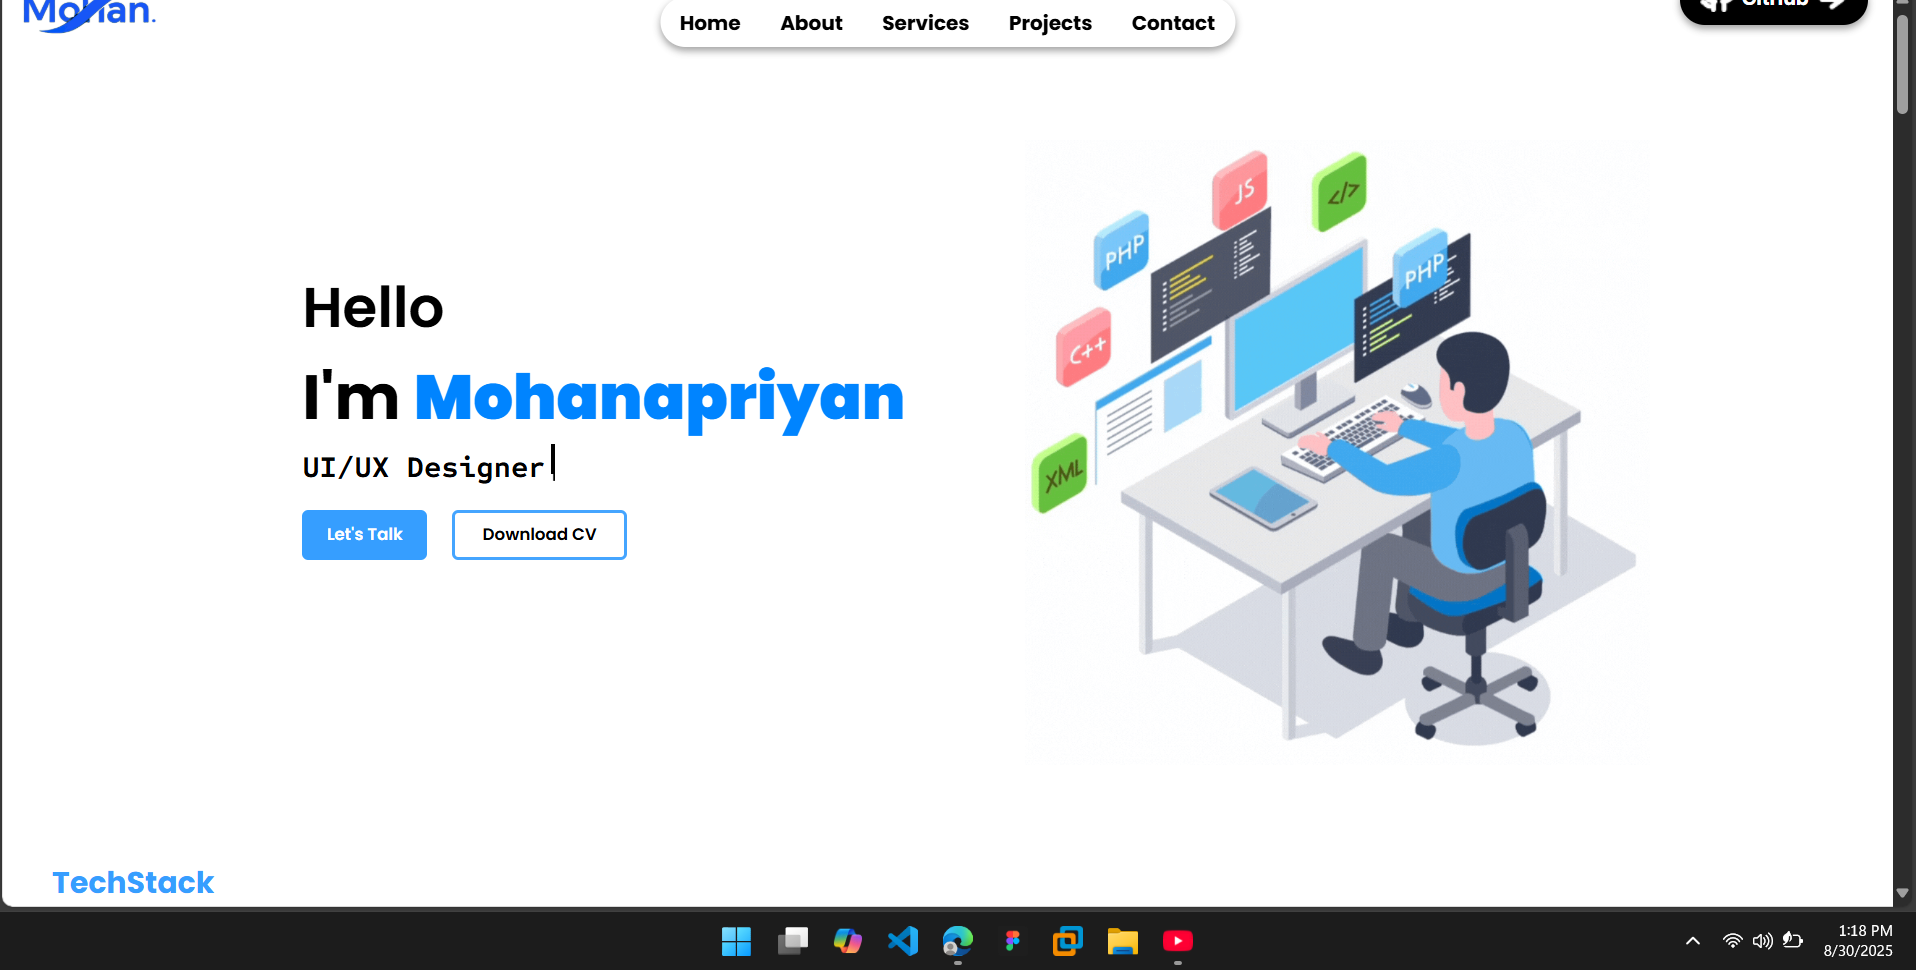 Mohan.
Home About Services Projects Contact
GitHub
JS
</>
PHP
PHP
C++
XML
Hello
I'm Mohanapriyan
UI/UX Designer
Let's Talk
Download CV
TechStack
1:18 PM
8/30/2025